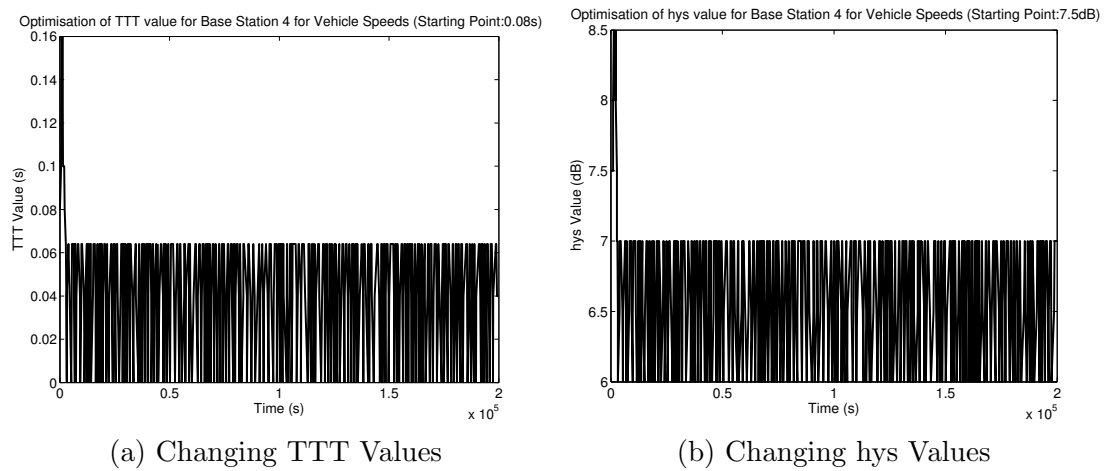 Optimisation of TTT value for Base Station 4 for Vehicle Speeds (Starting Point:0.08s)
0.16
0.14
0.12
0.1
0.08
0.06
0.04
0.02
0
TTT Value (s)
0 0.5 1 1.5 2
Time (s)
x 10^5
(a) Changing TTT Values
Optimisation of hys value for Base Station 4 for Vehicle Speeds (Starting Point:7.5dB)
8.5
8
7.5
7
6.5
6
hys Value (dB)
0 0.5 1 1.5 2
Time (s)
x 10^5
(b) Changing hys Values